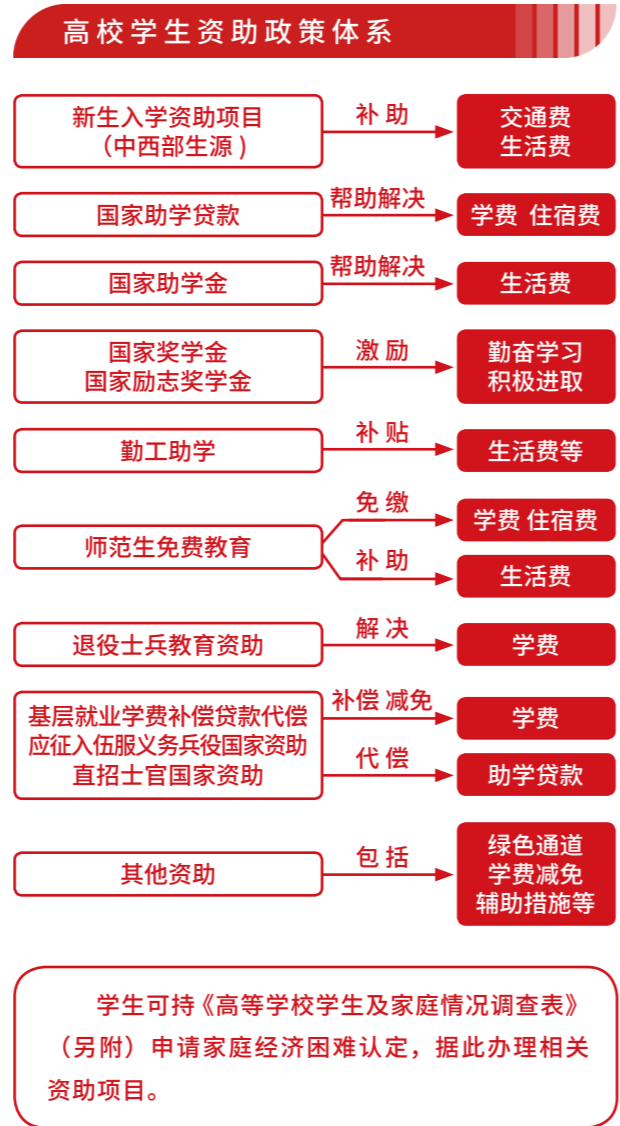 高校学生资助政策体系
新生入学资助项目
（中西部生源）
补助
交通费
生活费
国家助学贷款
帮助解决
学费 住宿费
国家助学金
帮助解决
生活费
国家奖学金
国家励志奖学金
激励
勤奋学习
积极进取
勤工助学
补贴
生活费等
师范生免费教育
免缴
学费 住宿费
补助
生活费
退役士兵教育资助
解决
学费
基层就业学费补偿贷款代偿
应征入伍服义务兵役国家资助
直招士官国家资助
补偿 减免
学费
代偿
助学贷款
其他资助
包括
绿色通道
学费减免
辅助措施等
学生可持《高等学校学生及家庭情况调查表》
（另附）申请家庭经济困难认定，据此办理相关
资助项目。